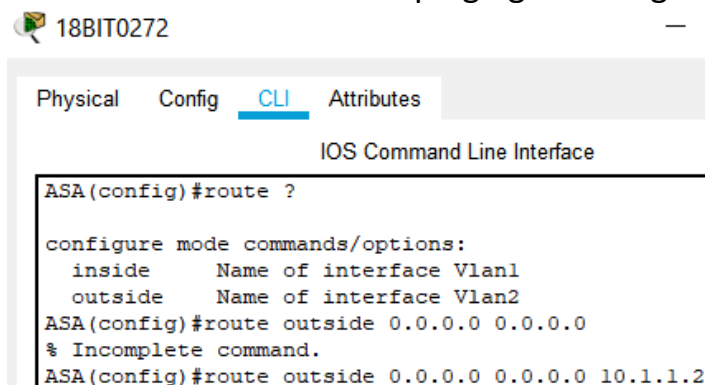 18BIT0272
Physical Config CLI Attributes
IOS Command Line Interface
ASA(config)#route ?
configure mode commands/options:
inside Name of interface Vlan1
outside Name of interface Vlan2
ASA(config)#route outside 0.0.0.0 0.0.0.0
% Incomplete command.
ASA(config)#route outside 0.0.0.0 0.0.0.0 10.1.1.2